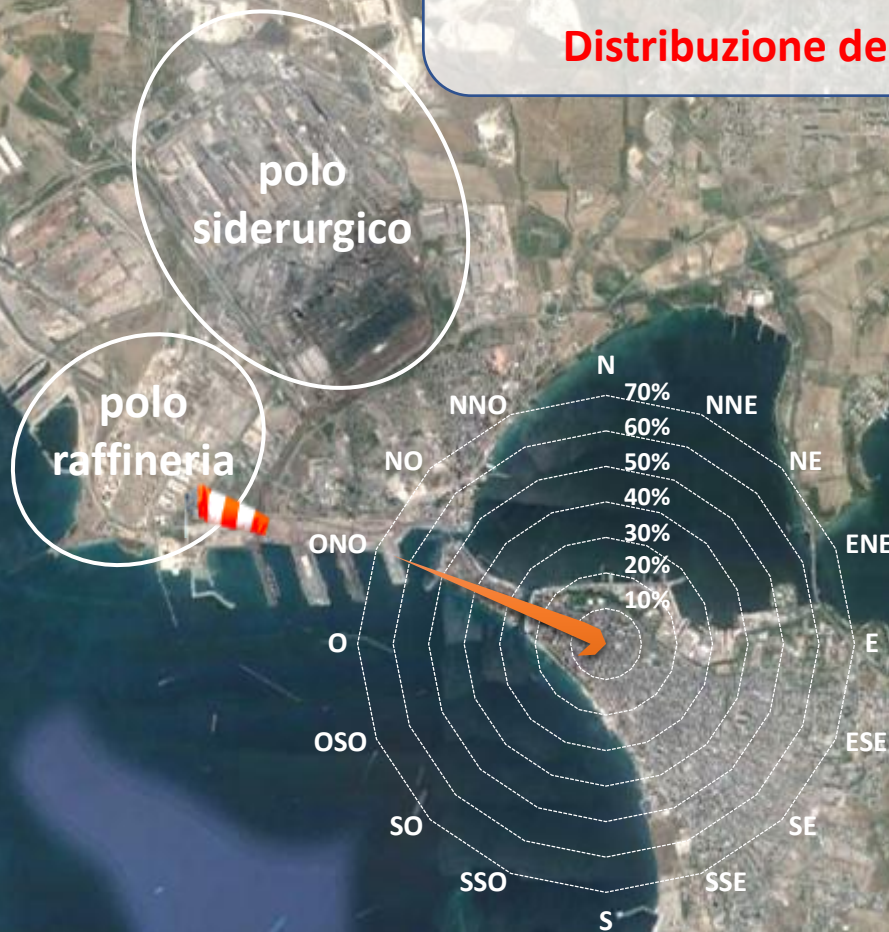 Distribuzione de
polo
siderurgico
polo
raffineria
N
NNO
70%
NNE
60%
NO
50%
NE
40%
ONO
30%
ENE
20%
10%
O
E
OSO
ESE
SO
SE
SSO
SSE
S